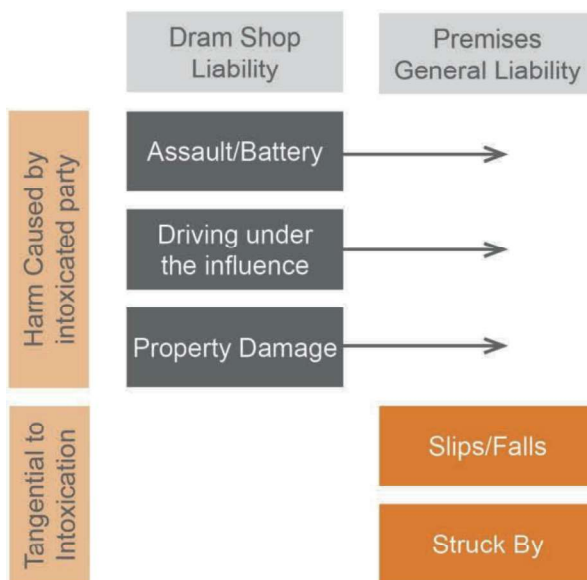 Dram Shop
Liability
Premises
General Liability
Harm Caused by
intoxicated party
Assault/Battery
Driving under
the influence
Property Damage
Tangential to
Intoxication
Slips/Falls
Struck By